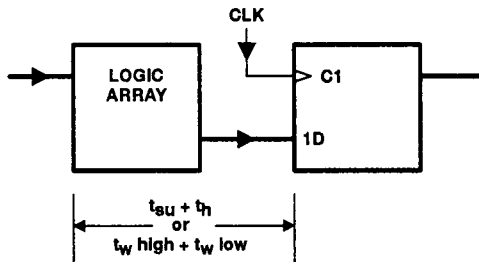 CLK
LOGIC
ARRAY
C1
1D
tsu + th
or
tw high + tw low